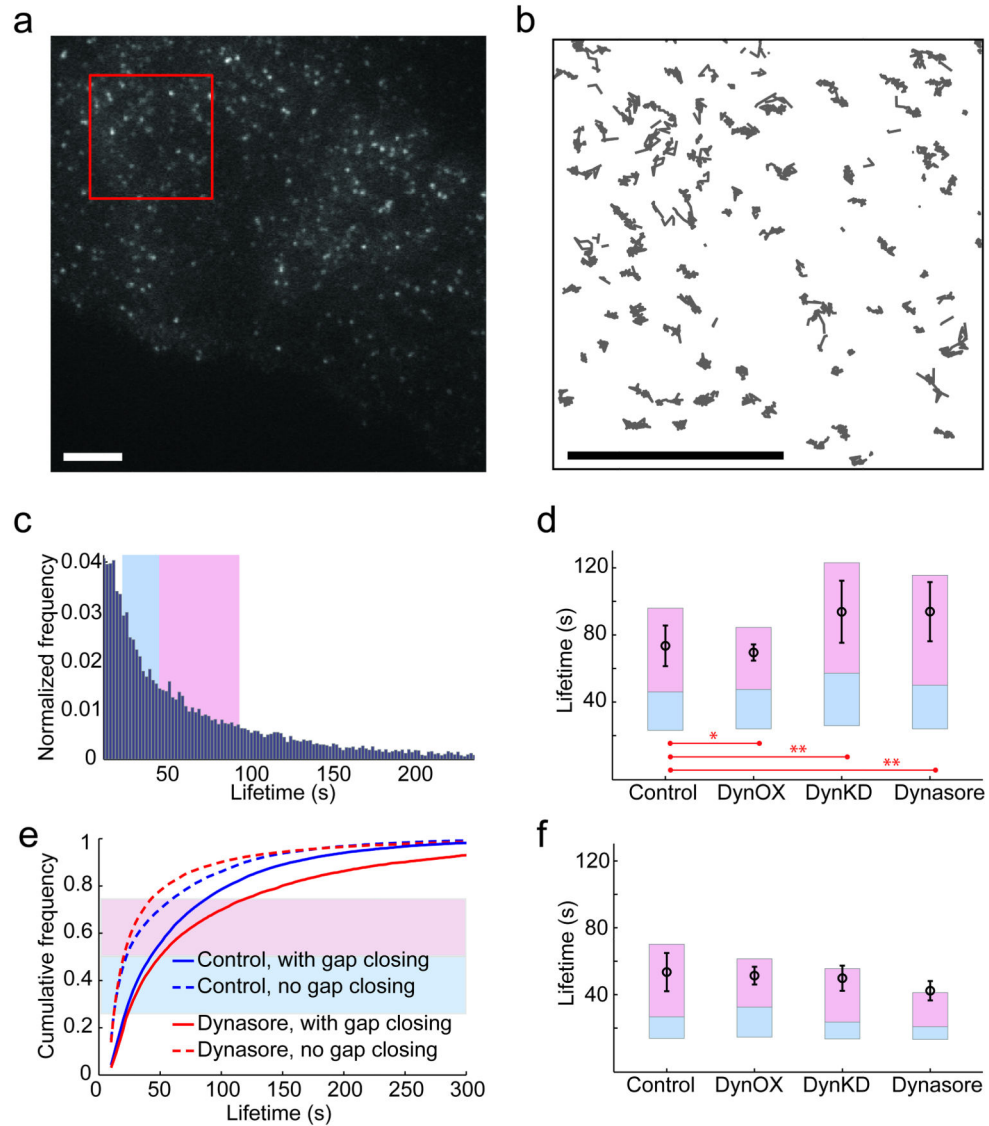 a
b
c
Normalized frequency
0.04
0.03
0.02
0.01
0
50
100
150
200
Lifetime (s)
d
Lifetime (s)
120
80
40
*
**
**
Control
DynOX
DynKD
Dynasore
e
Cumulative frequency
1
0.8
0.6
0.4
0.2
0
Control, with gap closing
Control, no gap closing
Dynasore, with gap closing
Dynasore, no gap closing
0
50
100
150
200
250
300
Lifetime (s)
f
Lifetime (s)
120
80
40
Control
DynOX
DynKD
Dynasore